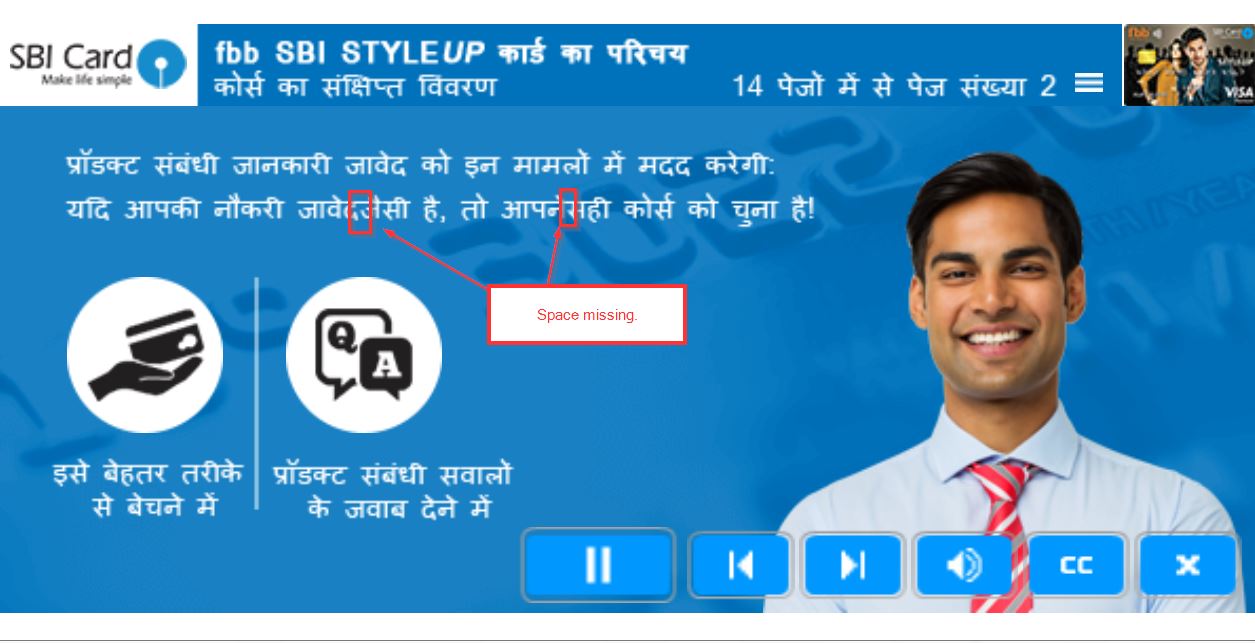 SBI Card
Make life simple
fbb SBI STYLEUP कार्ड का परिचय
कोर्स का संक्षिप्त विवरण
14 पेजों में से पेज संख्या 2
fbb
SBI Card
STYLEUP
VISA
प्रॉडक्ट संबंधी जानकारी जावेद को इन मामलों में मदद करेगी:
यदि आपकी नौकरी जावेदजैसी है, तो आपनेसही कोर्स को चुना है!
Space missing.
Q
A
इसे बेहतर तरीके
से बेचने में
प्रॉडक्ट संबंधी सवालों
के जवाब देने में
CC